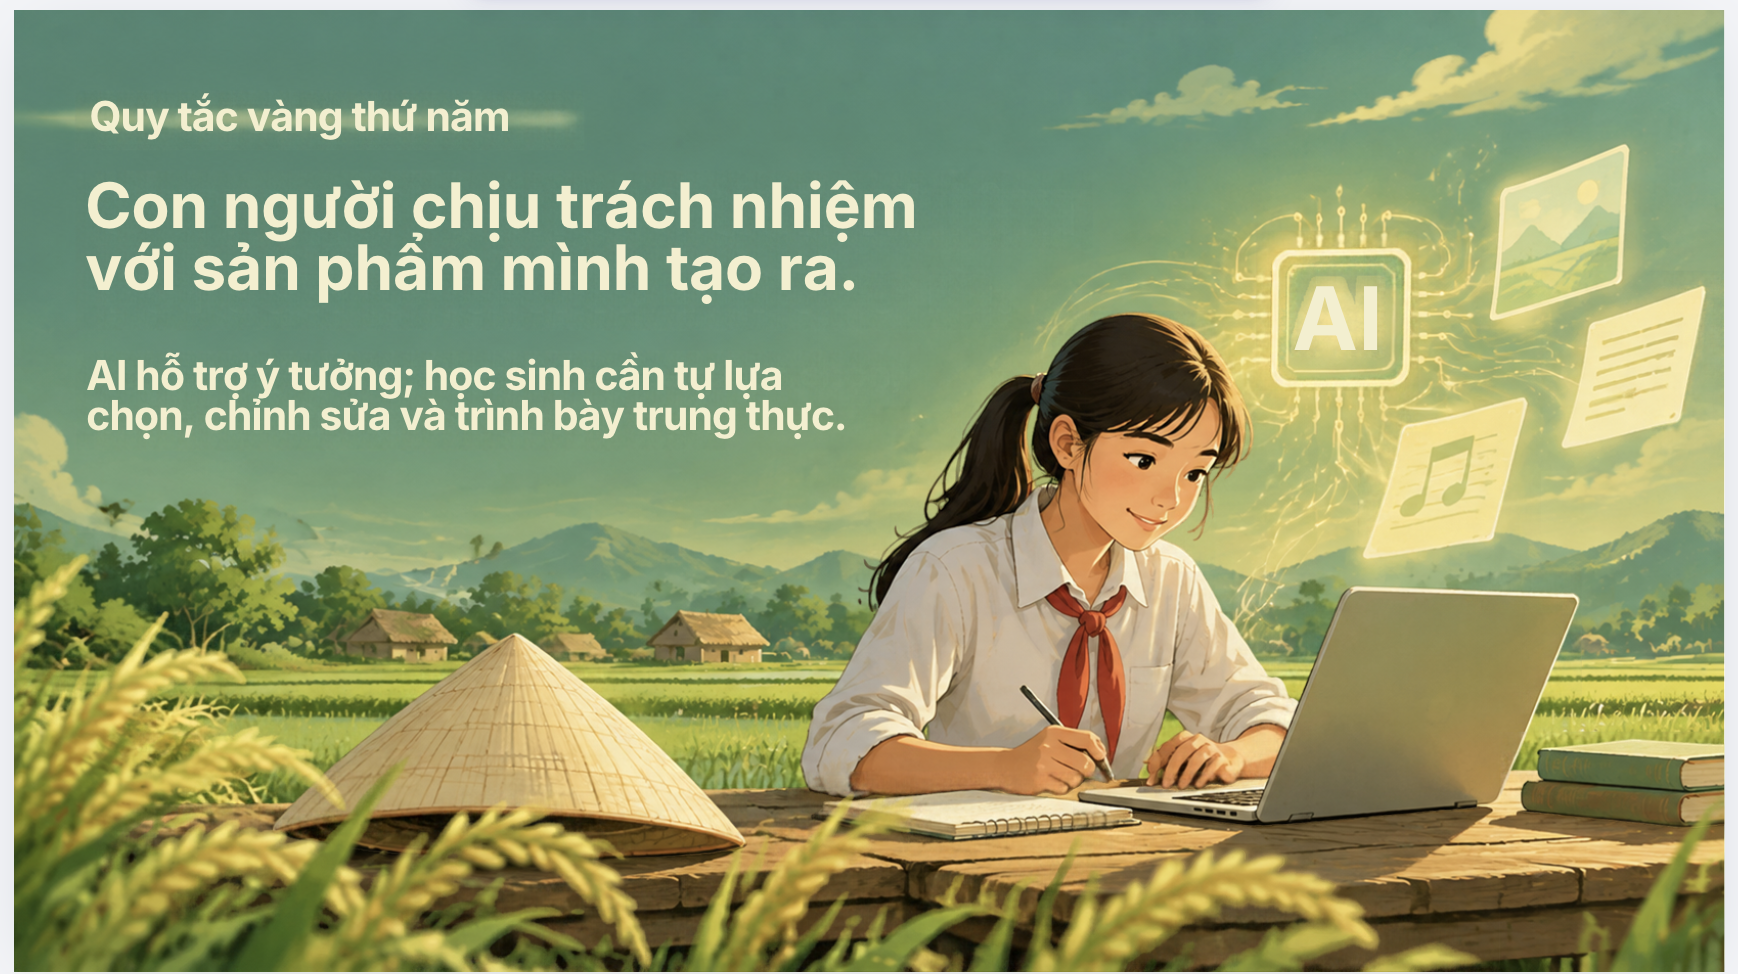 Quy tắc vàng thứ năm
Con người chịu trách nhiệm
với sản phẩm mình tạo ra.
AI hỗ trợ ý tưởng; học sinh cần tự lựa
chọn, chỉnh sửa và trình bày trung thực.
AI